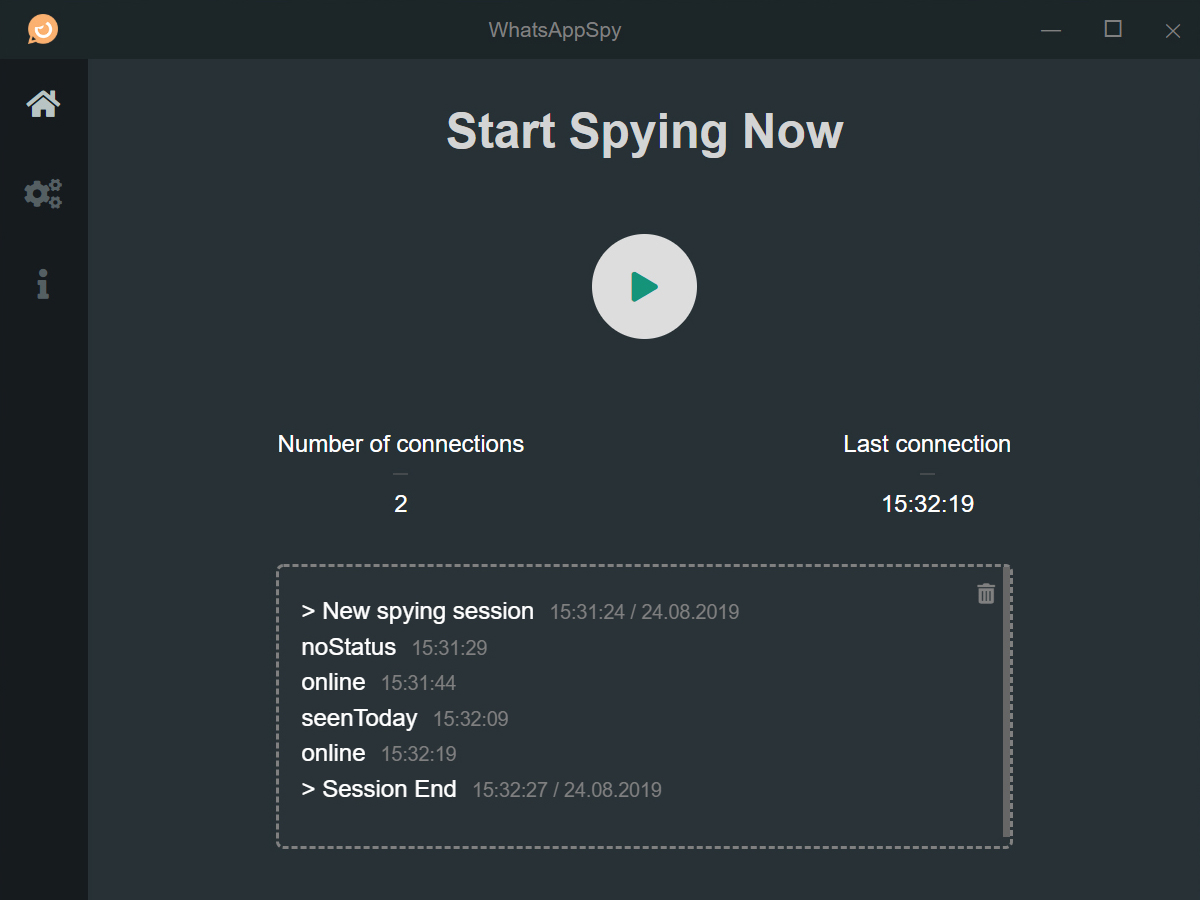 WhatsAppSpy
Start Spying Now
Number of connections
2
Last connection
15:32:19
> New spying session 15:31:24 / 24.08.2019
noStatus 15:31:29
online 15:31:44
seenToday 15:32:09
online 15:32:19
> Session End 15:32:27 / 24.08.2019